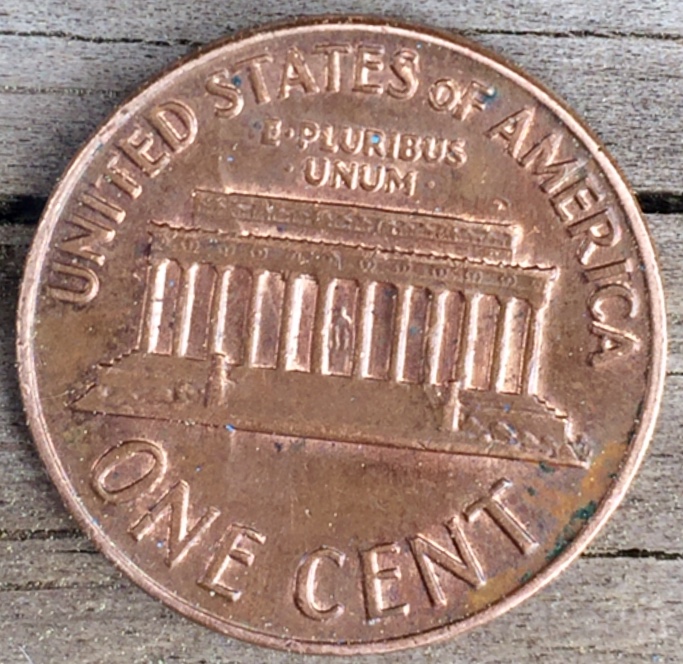 UNITED STATES OF AMERICA
E·PLURIBUS
UNUM
ONE CENT